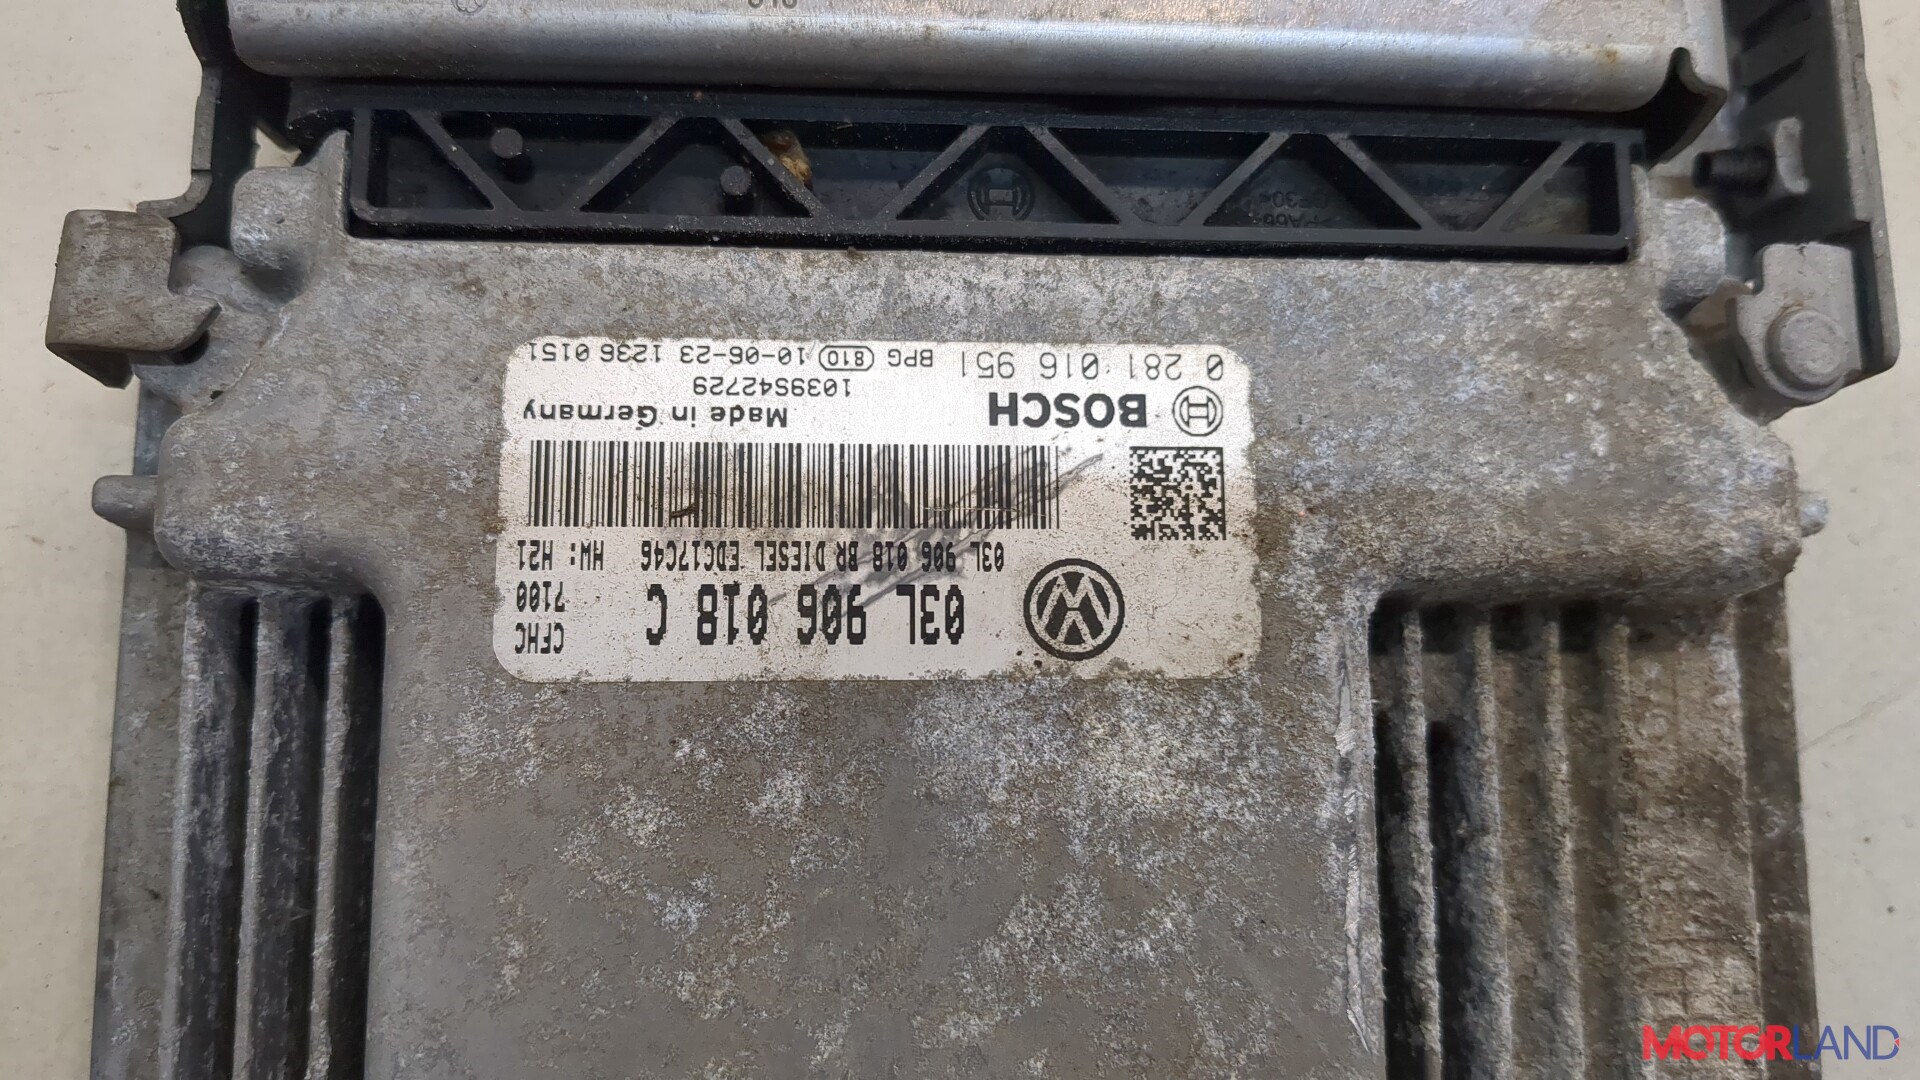 03L 906 018 C
CFHC
7100
03L 906 018 BR DIESEL EDC17C46 HW: H21
BOSCH
Made in Germany
1039S42729
0 281 016 951 BPG 810 10-06-23 1236 0151
MOTORLAND